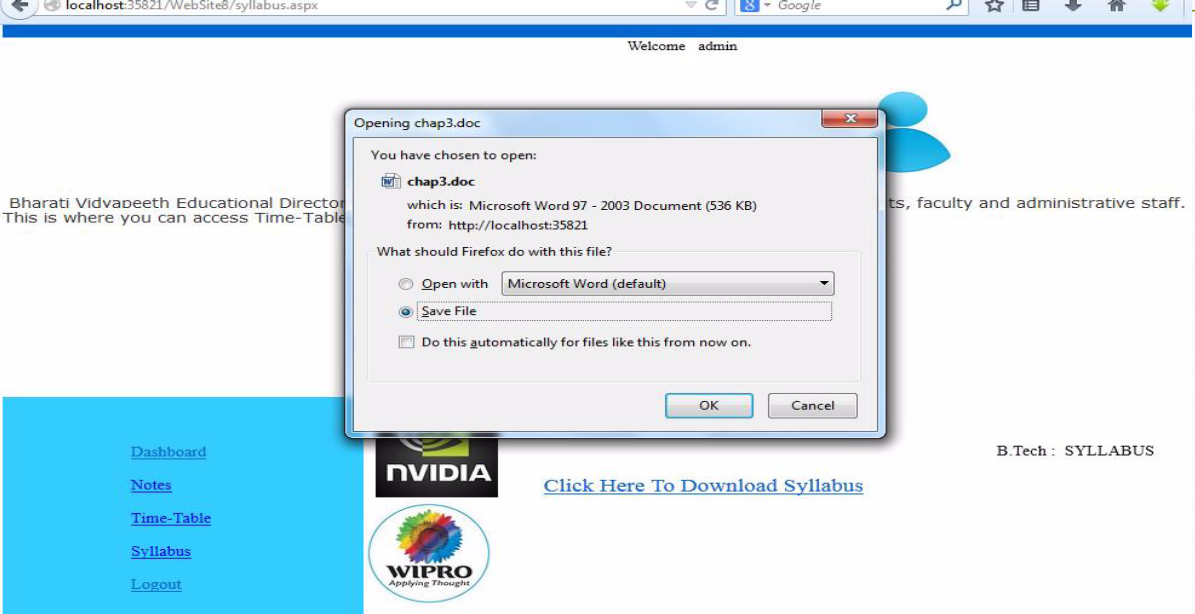 localhost:35821/WebSite8/syllabus.aspx
Google
Welcome admin
Opening chap3.doc
You have chosen to open:
chap3.doc
which is: Microsoft Word 97 - 2003 Document (536 KB)
from: http://localhost:35821
Bharati Vidyapeeth Educational Director
ts, faculty and administrative staff.
This is where you can access Time-Table
What should Firefox do with this file?
Open with Microsoft Word (default)
Save File
Do this automatically for files like this from now on.
OK Cancel
Dashboard
Notes
Time-Table
Syllabus
Logout
NVIDIA
WIPRO
Applying Thought
Click Here To Download Syllabus
B.Tech : SYLLABUS